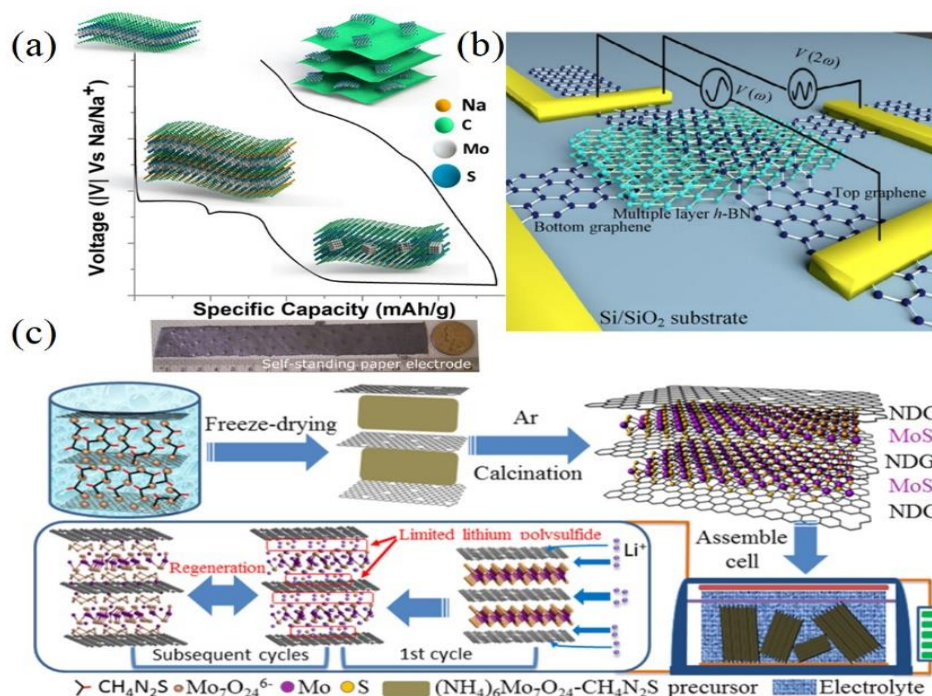 (a)
Na
C
Mo
S
Voltage (|V| Vs Na/Na⁺)
Specific Capacity (mAh/g)
(b)
V(2ω)
V(ω)
Top graphene
Multiple layer h-BN
Bottom graphene
Si/SiO₂ substrate
(c)
Self-standing paper electrode
Freeze-drying
Ar
Calcination
NDG
MoS
NDG
MoS
NDG
Assemble
cell
Limited lithium polysulfide
Li⁺
Regeneration
Subsequent cycles
1st cycle
CH₄N₂S
Mo₇O₂₄⁶⁻
Mo
S
(NH₄)₆Mo₇O₂₄-CH₄N₂S precursor
Electrolyte